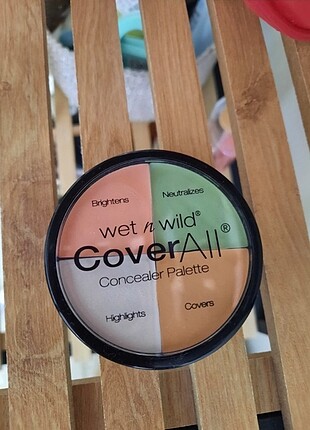 Brightens
Neutralizes
wet n wild®
CoverAll®
Concealer Palette
Highlights
Covers